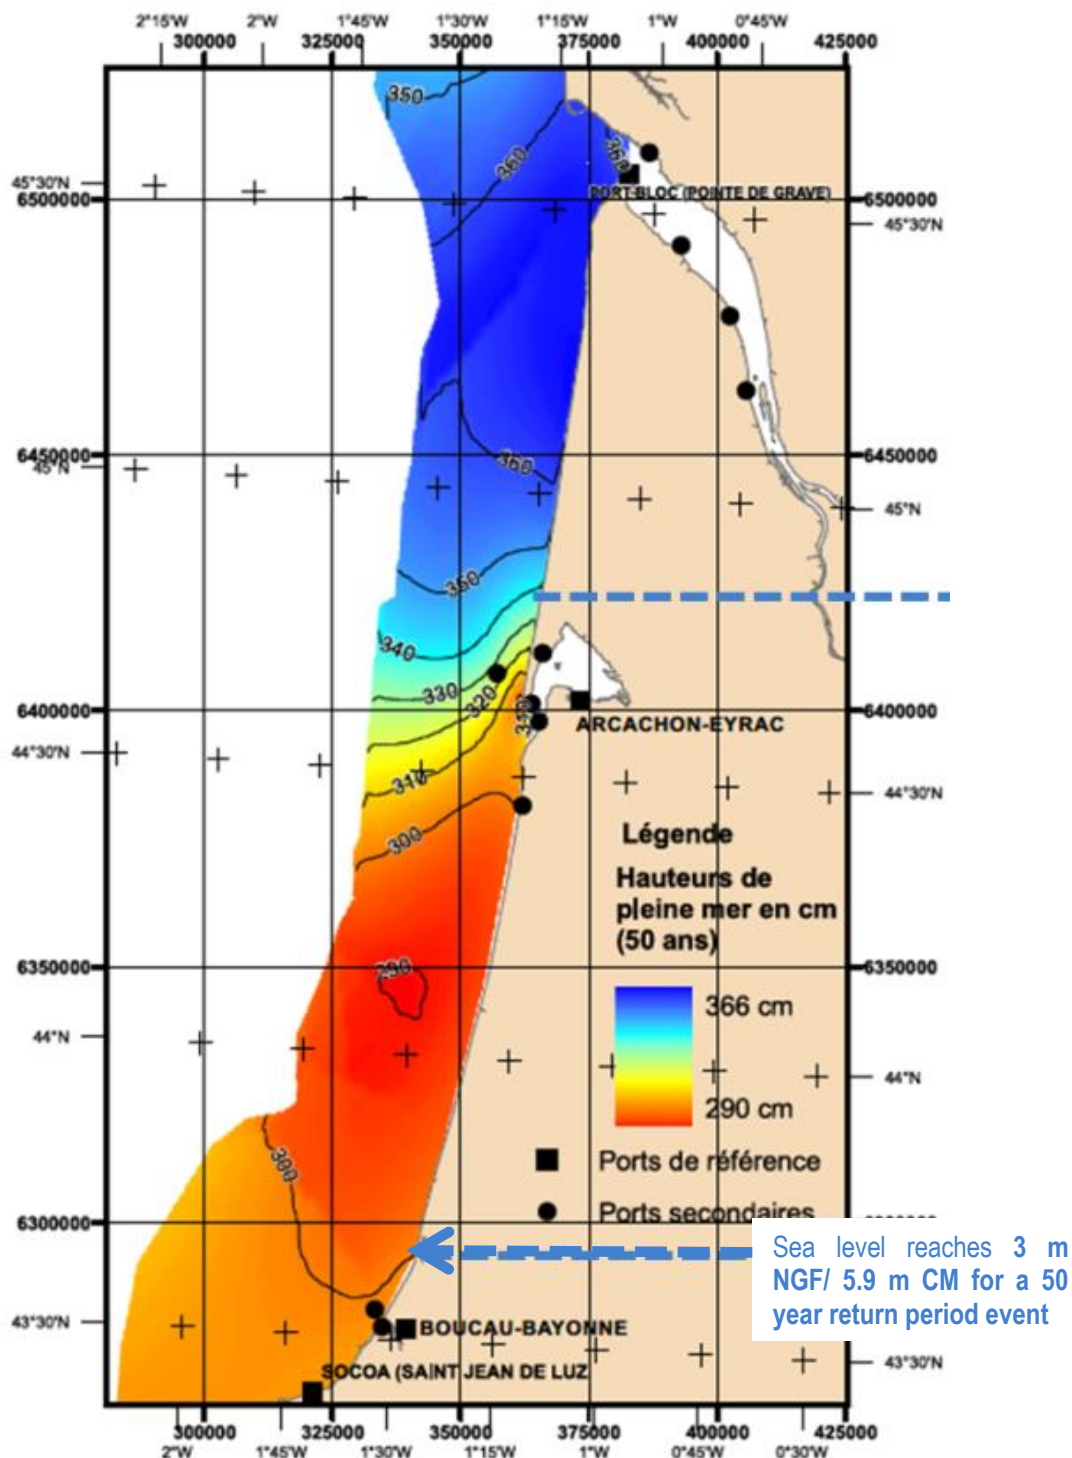 2°15'W 2°W 1°45'W 1°30'W 1°15'W 1°W 0°45'W
300000 325000 350000 375000 400000 425000
350
360
360
45°30'N
6500000
PORT-BLOC (POINTE DE GRAVE)
6500000
45°30'N
6450000
45°N
360
6450000
45°N
350
340
330
320
310
6400000
ARCACHON-EYRAC
6400000
44°30'N
310
44°30'N
300
Légende
Hauteurs de
pleine mer en cm
(50 ans)
6350000
290
6350000
366 cm
44°N
44°N
290 cm
300
Ports de référence
Ports secondaires
6300000
Sea level reaches 3 m
NGF/ 5.9 m CM for a 50
year return period event
43°30'N
BOUCAU-BAYONNE
43°30'N
SOCOA (SAINT JEAN DE LUZ
300000 325000 350000 375000 400000 425000
2°W 1°45'W 1°30'W 1°15'W 1°W 0°45'W 0°30'W